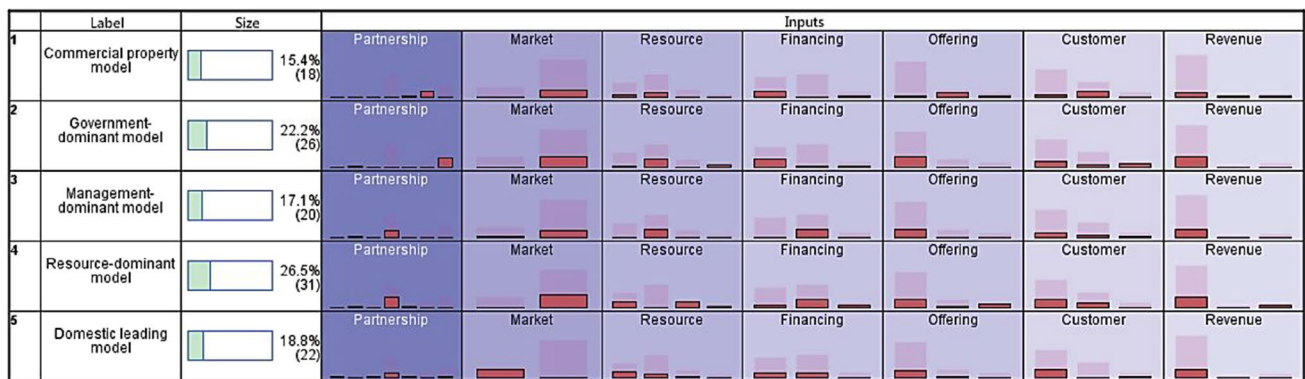 Label Size Inputs
1 Commercial property model 15.4% (18) Partnership Market Resource Financing Offering Customer Revenue
2 Government-dominant model 22.2% (26) Partnership Market Resource Financing Offering Customer Revenue
3 Management-dominant model 17.1% (20) Partnership Market Resource Financing Offering Customer Revenue
4 Resource-dominant model 26.5% (31) Partnership Market Resource Financing Offering Customer Revenue
5 Domestic leading model 18.8% (22) Partnership Market Resource Financing Offering Customer Revenue